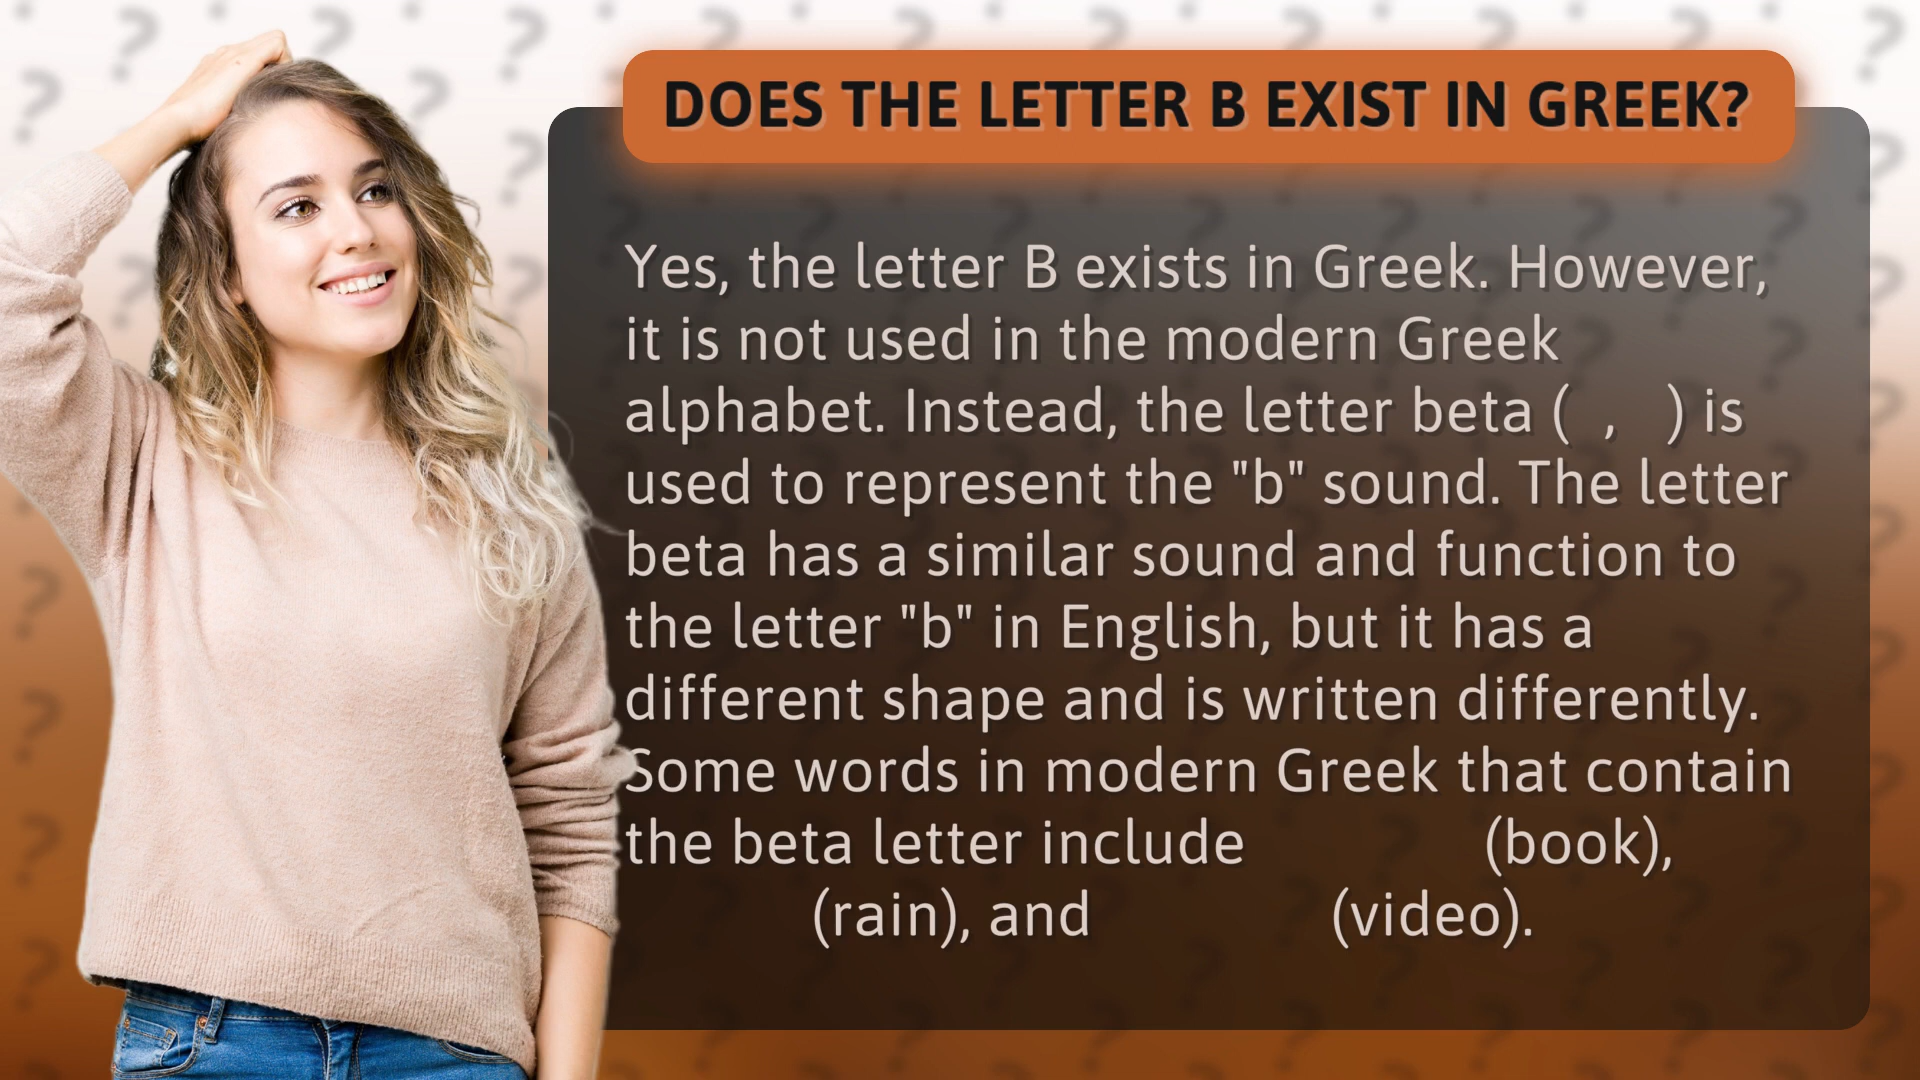 DOES THE LETTER B EXIST IN GREEK?
Yes, the letter B exists in Greek. However,
it is not used in the modern Greek
alphabet. Instead, the letter beta ( , ) is
used to represent the "b" sound. The letter
beta has a similar sound and function to
the letter "b" in English, but it has a
different shape and is written differently.
Some words in modern Greek that contain
the beta letter include (book),
(rain), and (video).